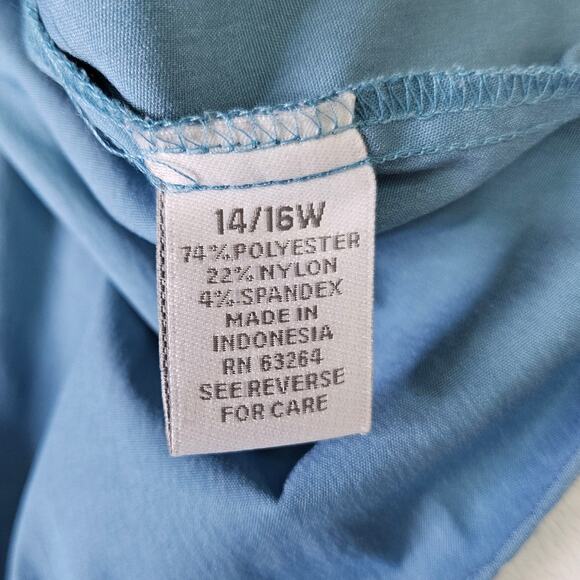 14/16W
74% POLYESTER
22% NYLON
4% SPANDEX
MADE IN
INDONESIA
RN 63264
SEE REVERSE
FOR CARE